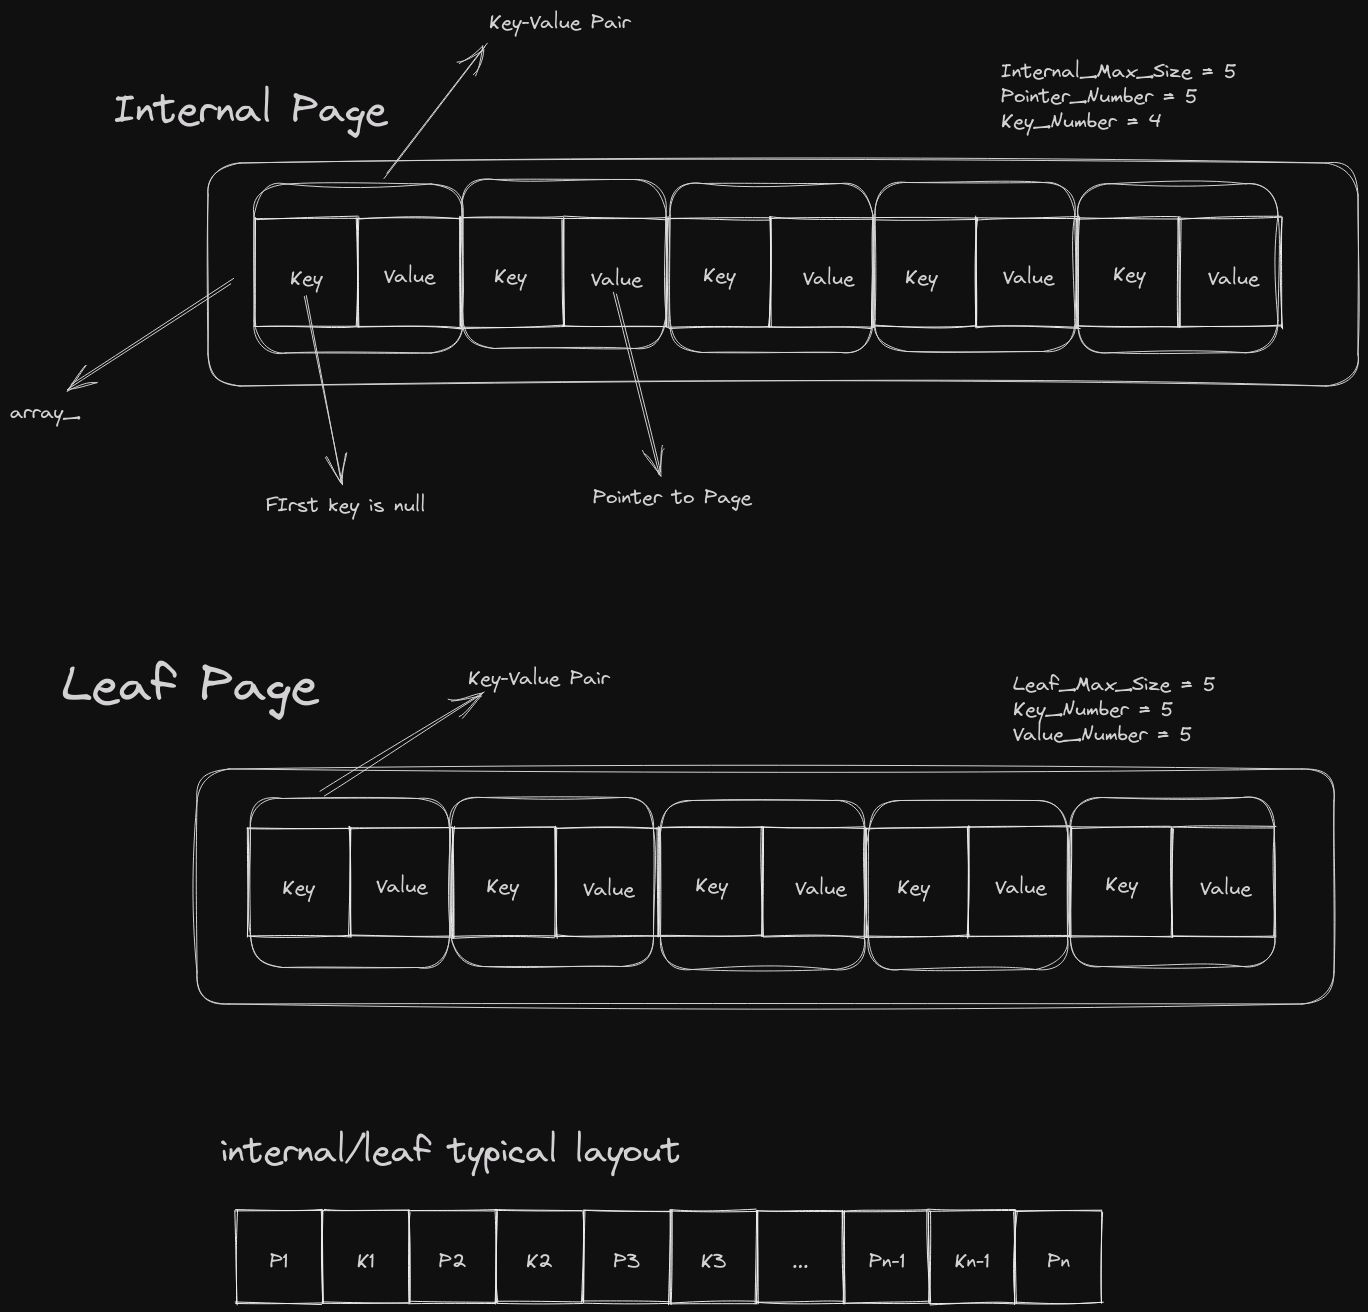 Key-Value Pair
Internal Page
Internal_Max_Size = 5
Pointer_Number = 5
Key_Number = 4
Key Value Key Value Key Value Key Value Key Value
array_
FIrst key is null
Pointer to Page
Leaf Page
Key-Value Pair
Leaf_Max_Size = 5
Key_Number = 5
Value_Number = 5
Key Value Key Value Key Value Key Value Key Value
internal/leaf typical layout
P1 K1 P2 K2 P3 K3 ... Pn-1 Kn-1 Pn